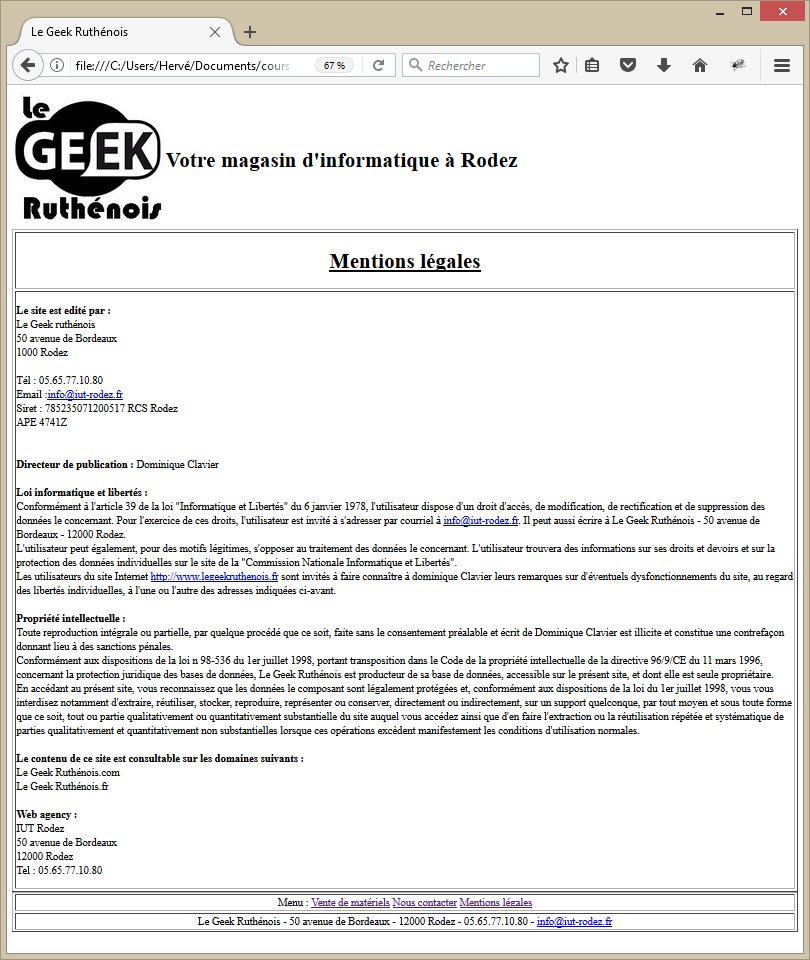 Le Geek Ruthénois
file:///C:/Users/Hervé/Documents/cours
67 %
Rechercher
Le
GEEK
Ruthénois
Votre magasin d'informatique à Rodez
Mentions légales
Le site est edité par :
Le Geek ruthénois
50 avenue de Bordeaux
1000 Rodez
Tél : 05.65.77.10.80
Email :info@iut-rodez.fr
Siret : 785235071200517 RCS Rodez
APE 4741Z
Directeur de publication : Dominique Clavier
Loi informatique et libertés :
Conformément à l'article 39 de la loi "Informatique et Libertés" du 6 janvier 1978, l'utilisateur dispose d'un droit d'accès, de modification, de rectification et de suppression des
données le concernant. Pour l'exercice de ces droits, l'utilisateur est invité à s'adresser par courriel à info@iut-rodez.fr. Il peut aussi écrire à Le Geek Ruthénois - 50 avenue de
Bordeaux - 12000 Rodez.
L'utilisateur peut également, pour des motifs légitimes, s'opposer au traitement des données le concernant. L'utilisateur trouvera des informations sur ses droits et devoirs et sur la
protection des données individuelles sur le site de la "Commission Nationale Informatique et Libertés".
Les utilisateurs du site Internet http://www.legeekruthenois.fr sont invités à faire connaître à dominique Clavier leurs remarques sur d'éventuels dysfonctionnements du site, au regard
des libertés individuelles, à l'une ou l'autre des adresses indiquées ci-avant.
Propriété intellectuelle :
Toute reproduction intégrale ou partielle, par quelque procédé que ce soit, faite sans le consentement préalable et écrit de Dominique Clavier est illicite et constitue une contrefaçon
donnant lieu à des sanctions pénales.
Conformément aux dispositions de la loi n 98-536 du 1er juillet 1998, portant transposition dans le Code de la propriété intellectuelle de la directive 96/9/CE du 11 mars 1996,
concernant la protection juridique des bases de données, Le Geek Ruthénois est producteur de sa base de données, accessible sur le présent site, et dont elle est seule propriétaire.
En accédant au présent site, vous reconnaissez que les données le composant sont légalement protégées et, conformément aux dispositions de la loi du 1er juillet 1998, vous vous
interdisez notamment d'extraire, réutiliser, stocker, reproduire, représenter ou conserver, directement ou indirectement, sur un support quelconque, par tout moyen et sous toute forme
que ce soit, tout ou partie qualitativement ou quantitativement substantielle du site auquel vous accédez ainsi que d'en faire l'extraction ou la réutilisation répétée et systématique de
parties qualitativement et quantitativement non substantielles lorsque ces opérations excèdent manifestement les conditions d'utilisation normales.
Le contenu de ce site est consultable sur les domaines suivants :
Le Geek Ruthénois.com
Le Geek Ruthénois.fr
Web agency :
IUT Rodez
50 avenue de Bordeaux
12000 Rodez
Tel : 05.65.77.10.80
Menu : Vente de matériels Nous contacter Mentions légales
Le Geek Ruthénois - 50 avenue de Bordeaux - 12000 Rodez - 05.65.77.10.80 - info@iut-rodez.fr